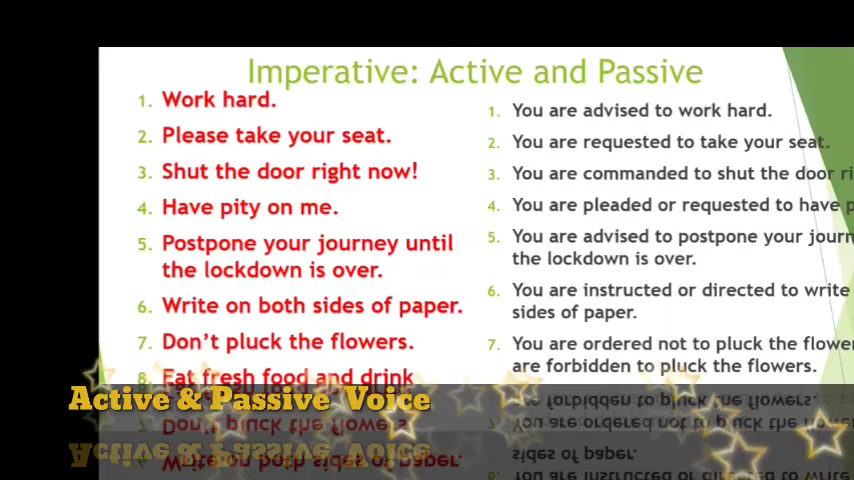 Imperative: Active and Passive
1. Work hard.
2. Please take your seat.
3. Shut the door right now!
4. Have pity on me.
5. Postpone your journey until
the lockdown is over.
6. Write on both sides of paper.
7. Don't pluck the flowers.
8. Eat fresh food and drink
1. You are advised to work hard.
2. You are requested to take your seat.
3. You are commanded to shut the door ri
4. You are pleaded or requested to have p
5. You are advised to postpone your journ
the lockdown is over.
6. You are instructed or directed to write
sides of paper.
7. You are ordered not to pluck the flowe
are forbidden to pluck the flowers.
Active & Passive Voice